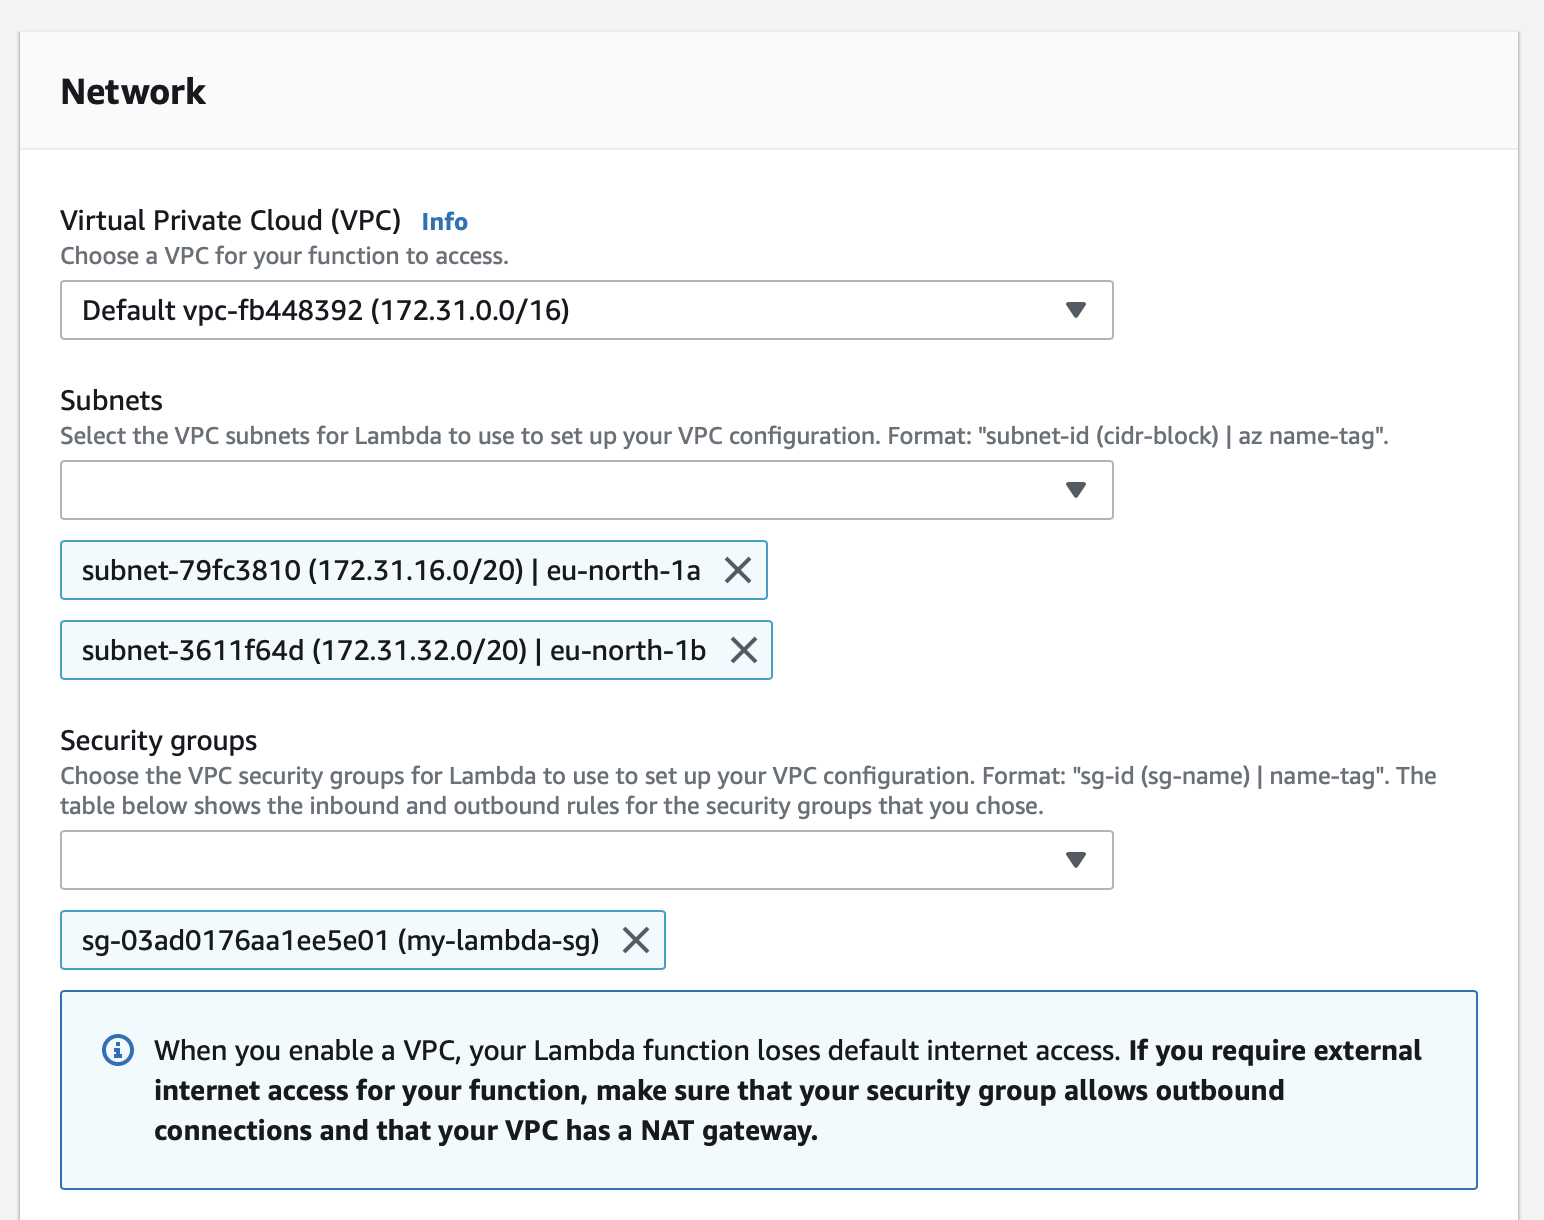 Network
Virtual Private Cloud (VPC) Info
Choose a VPC for your function to access.
Default vpc-fb448392 (172.31.0.0/16)
Subnets
Select the VPC subnets for Lambda to use to set up your VPC configuration. Format: "subnet-id (cidr-block) | az name-tag".
subnet-79fc3810 (172.31.16.0/20) | eu-north-1a
subnet-3611f64d (172.31.32.0/20) | eu-north-1b
Security groups
Choose the VPC security groups for Lambda to use to set up your VPC configuration. Format: "sg-id (sg-name) | name-tag". The
table below shows the inbound and outbound rules for the security groups that you chose.
sg-03ad0176aa1ee5e01 (my-lambda-sg)
When you enable a VPC, your Lambda function loses default internet access. If you require external
internet access for your function, make sure that your security group allows outbound
connections and that your VPC has a NAT gateway.